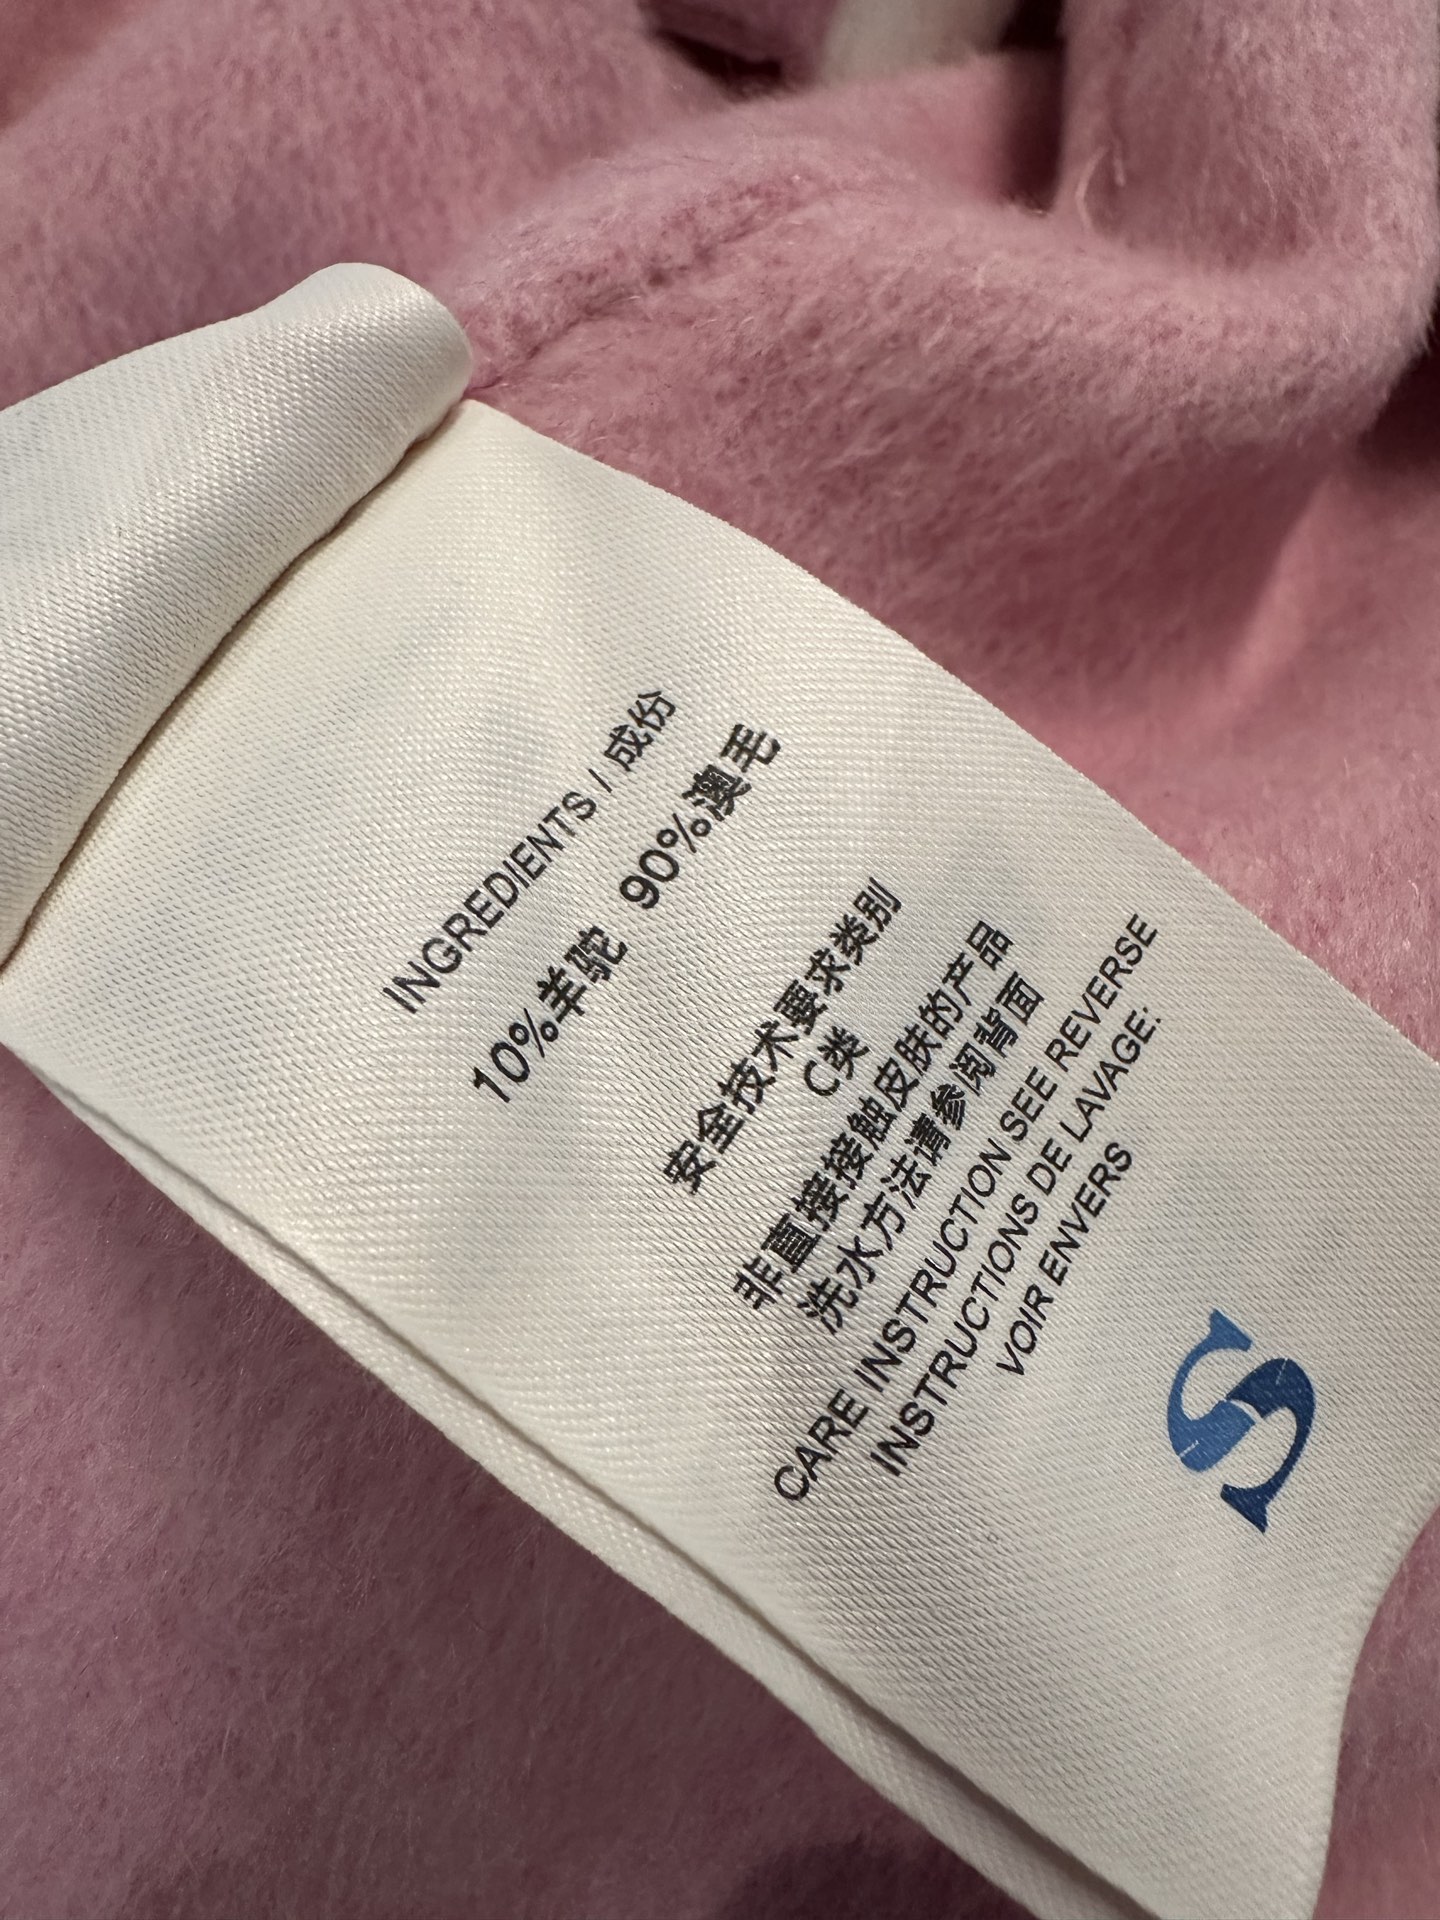 INGREDIENTS / 成份
10%羊驼 90%澳毛
安全技术要求类别
C类
非直接接触皮肤的产品
洗水方法请参阅背面
CARE INSTRUCTION SEE REVERSE
INSTRUCTIONS DE LAVAGE:
VOIR ENVERS
S